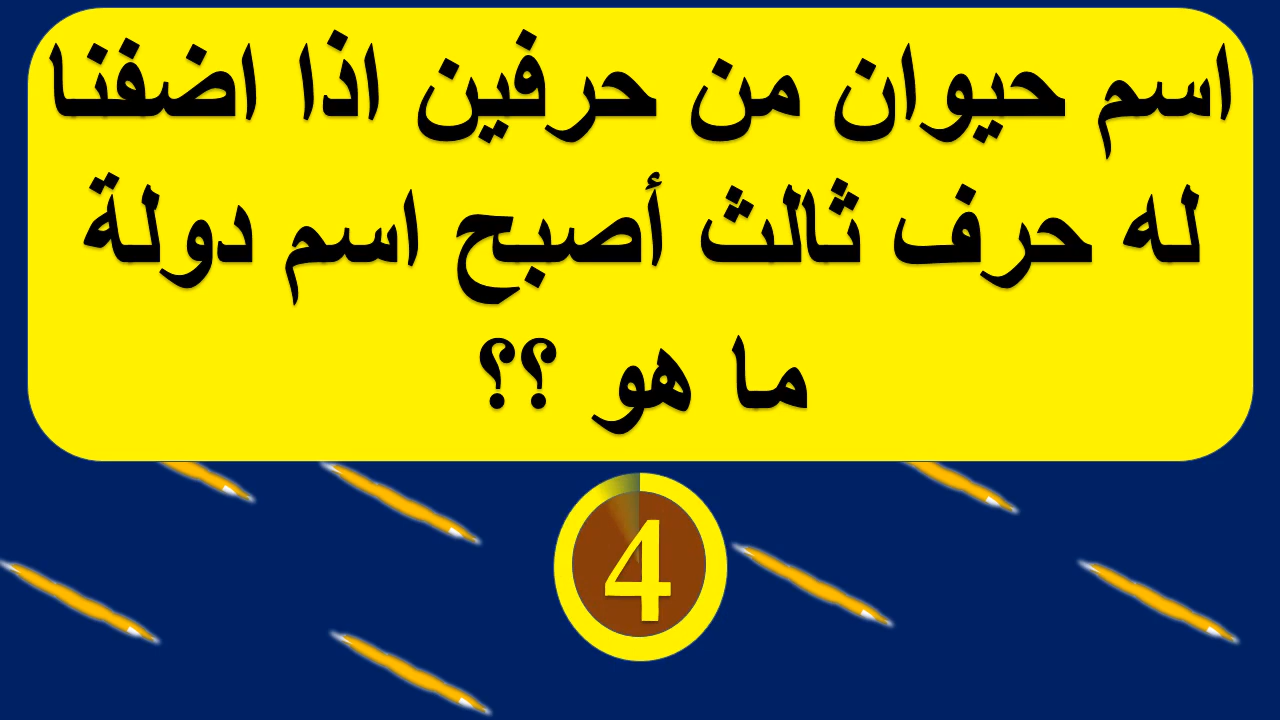 اسم حيوان من حرفين اذا اضفنا
له حرف ثالث أصبح اسم دولة
ما هو ؟؟
4